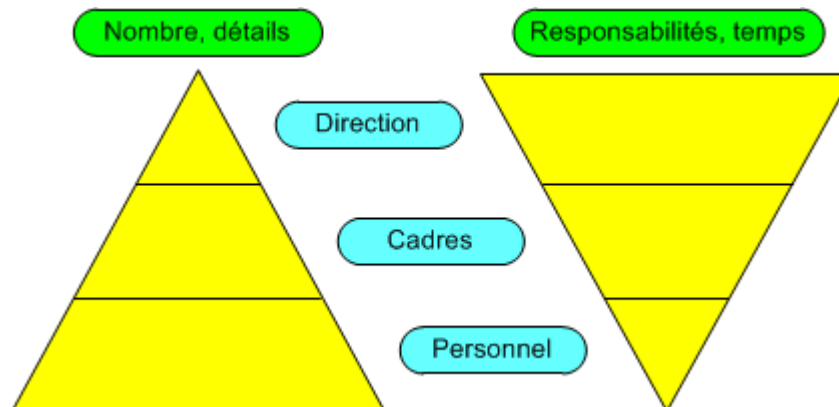 Nombre, détails
Responsabilités, temps
Direction
Cadres
Personnel